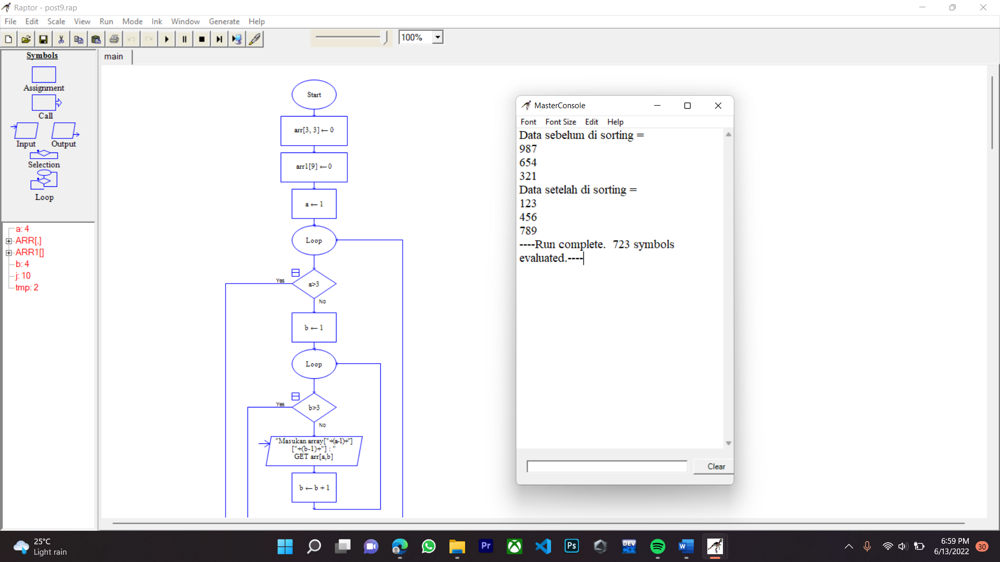 Raptor - post9.rap
File Edit Scale View Run Mode Ink Window Generate Help
100%
Symbols
Assignment
Call
Input Output
Selection
Loop
a: 4
ARR[,]
ARR1[]
b: 4
j: 10
tmp: 2
main
Start
arr[3, 3] ← 0
arr1[9] ← 0
a ← 1
Loop
Yes
a>3
No
b ← 1
Loop
Yes
b>3
No
"Masukan array["+(a-1)+"]
["+(b-1)+"] : "
GET arr[a,b]
b ← b + 1
MasterConsole
Font Font Size Edit Help
Data sebelum di sorting =
987
654
321
Data setelah di sorting =
123
456
789
----Run complete.  723 symbols
evaluated.----
Clear
25°C
Light rain
Pr
Ps
DEV
C++
W
6:59 PM
6/13/2022
30